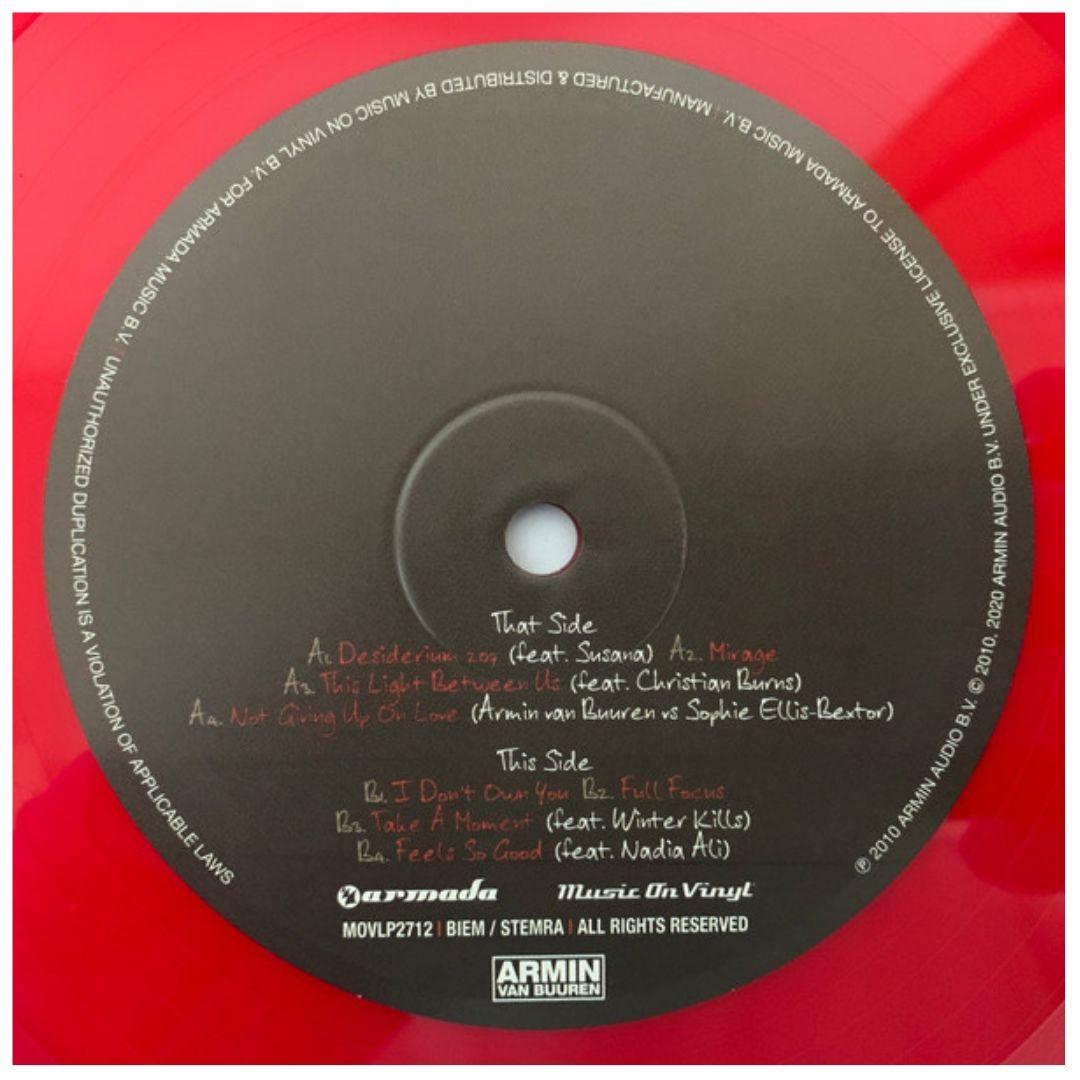 ℗ 2010 ARMIN AUDIO B.V. © 2010, 2020 ARMIN AUDIO B.V. UNDER EXCLUSIVE LICENSE TO ARMADA MUSIC B.V. | MANUFACTURED & DISTRIBUTED BY MUSIC ON VINYL B.V. FOR ARMADA MUSIC B.V. | UNAUTHORIZED DUPLICATION IS A VIOLATION OF APPLICABLE LAWS
That Side
A1. Desiderium 207 (feat. Susana) A2. Mirage
A3. This Light Between Us (feat. Christian Burns)
A4. Not Giving Up On Love (Armin van Buuren vs Sophie Ellis-Bextor)
This Side
B1. I Don't Own You B2. Full Focus
B3. Take A Moment (feat. Winter Kills)
B4. Feels So Good (feat. Nadia Ali)
armada Music On Vinyl
MOVLP2712 | BIEM / STEMRA | ALL RIGHTS RESERVED
ARMIN
VAN BUUREN